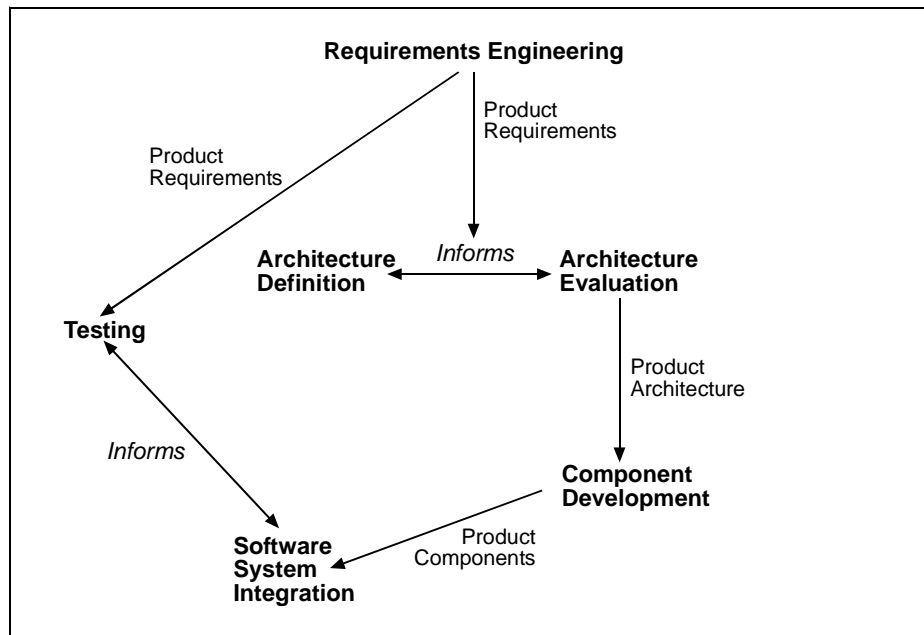 Requirements Engineering
Product
Requirements
Product
Requirements
Informs
Architecture
Definition
Architecture
Evaluation
Testing
Product
Architecture
Informs
Component
Development
Product
Components
Software
System
Integration